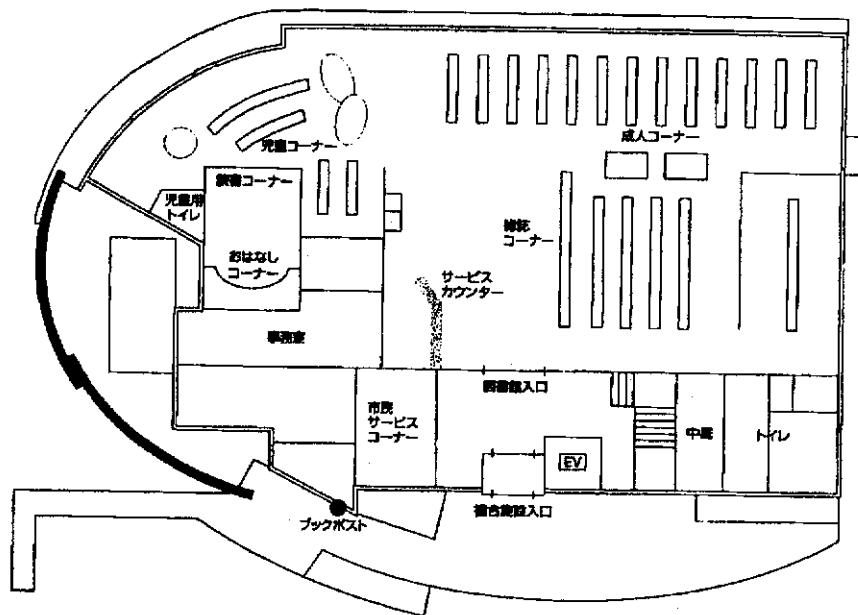 成人コーナー
児童コーナー
読書コーナー
児童用
トイレ
雑誌
コーナー
おはなし
コーナー
サービス
カウンター
事務室
図書館入口
市民
サービス
コーナー
中庭
トイレ
EV
複合施設入口
ブックポスト